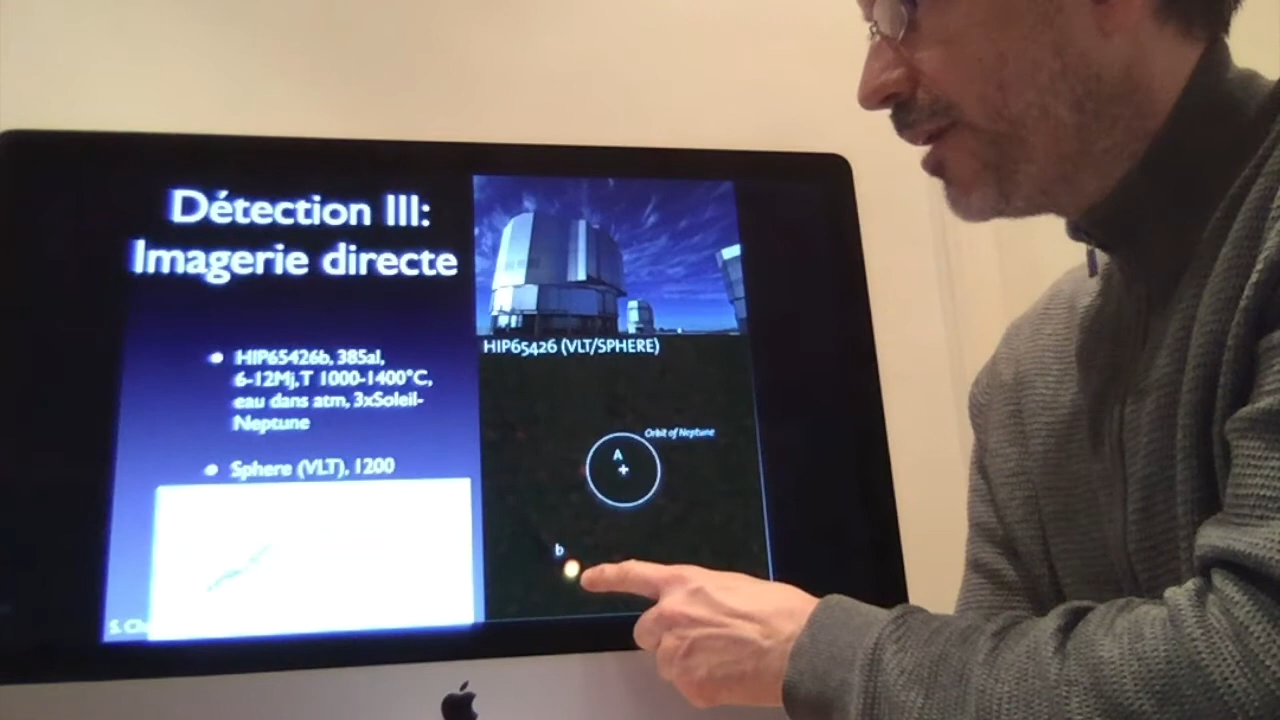 Détection III:
Imagerie directe
HIP65426b, 385al,
6-12Mj,T 1000-1400°C,
eau dans atm, 3xSoleil-
Neptune
Sphere (VLT), 1200
S.
HIP65426 (VLT/SPHERE)
Orbit of Neptune
A
b